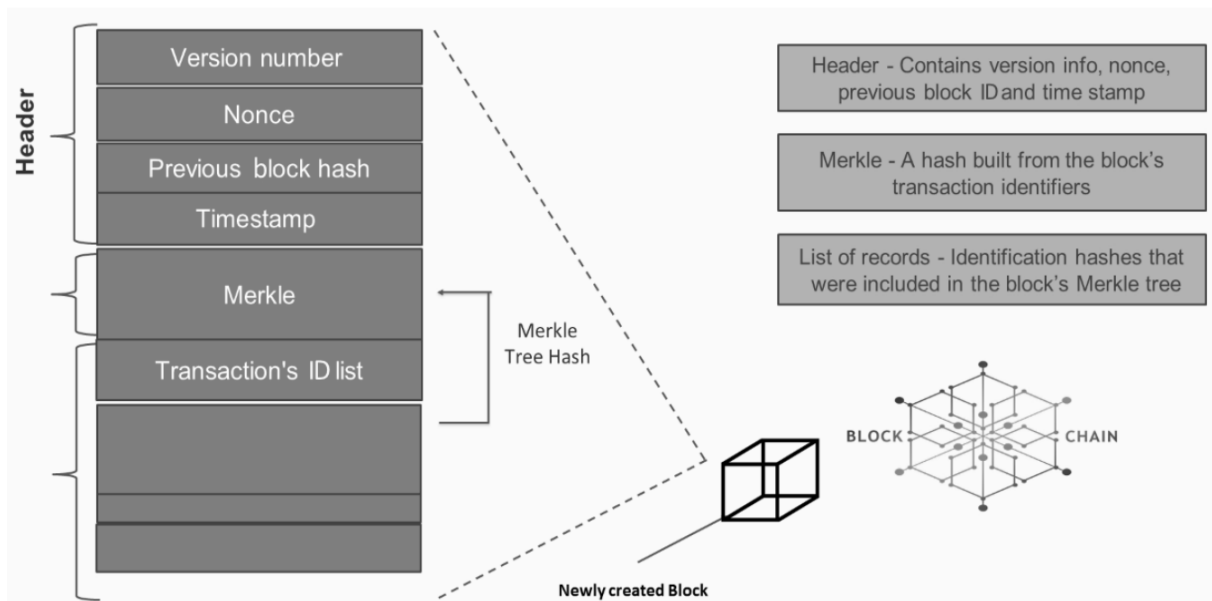 Header
Version number
Nonce
Previous block hash
Timestamp
Merkle
Transaction's ID list
Merkle
Tree Hash
Newly created Block
Header - Contains version info, nonce,
previous block ID and time stamp
Merkle - A hash built from the block's
transaction identifiers
List of records - Identification hashes that
were included in the block's Merkle tree
BLOCK CHAIN